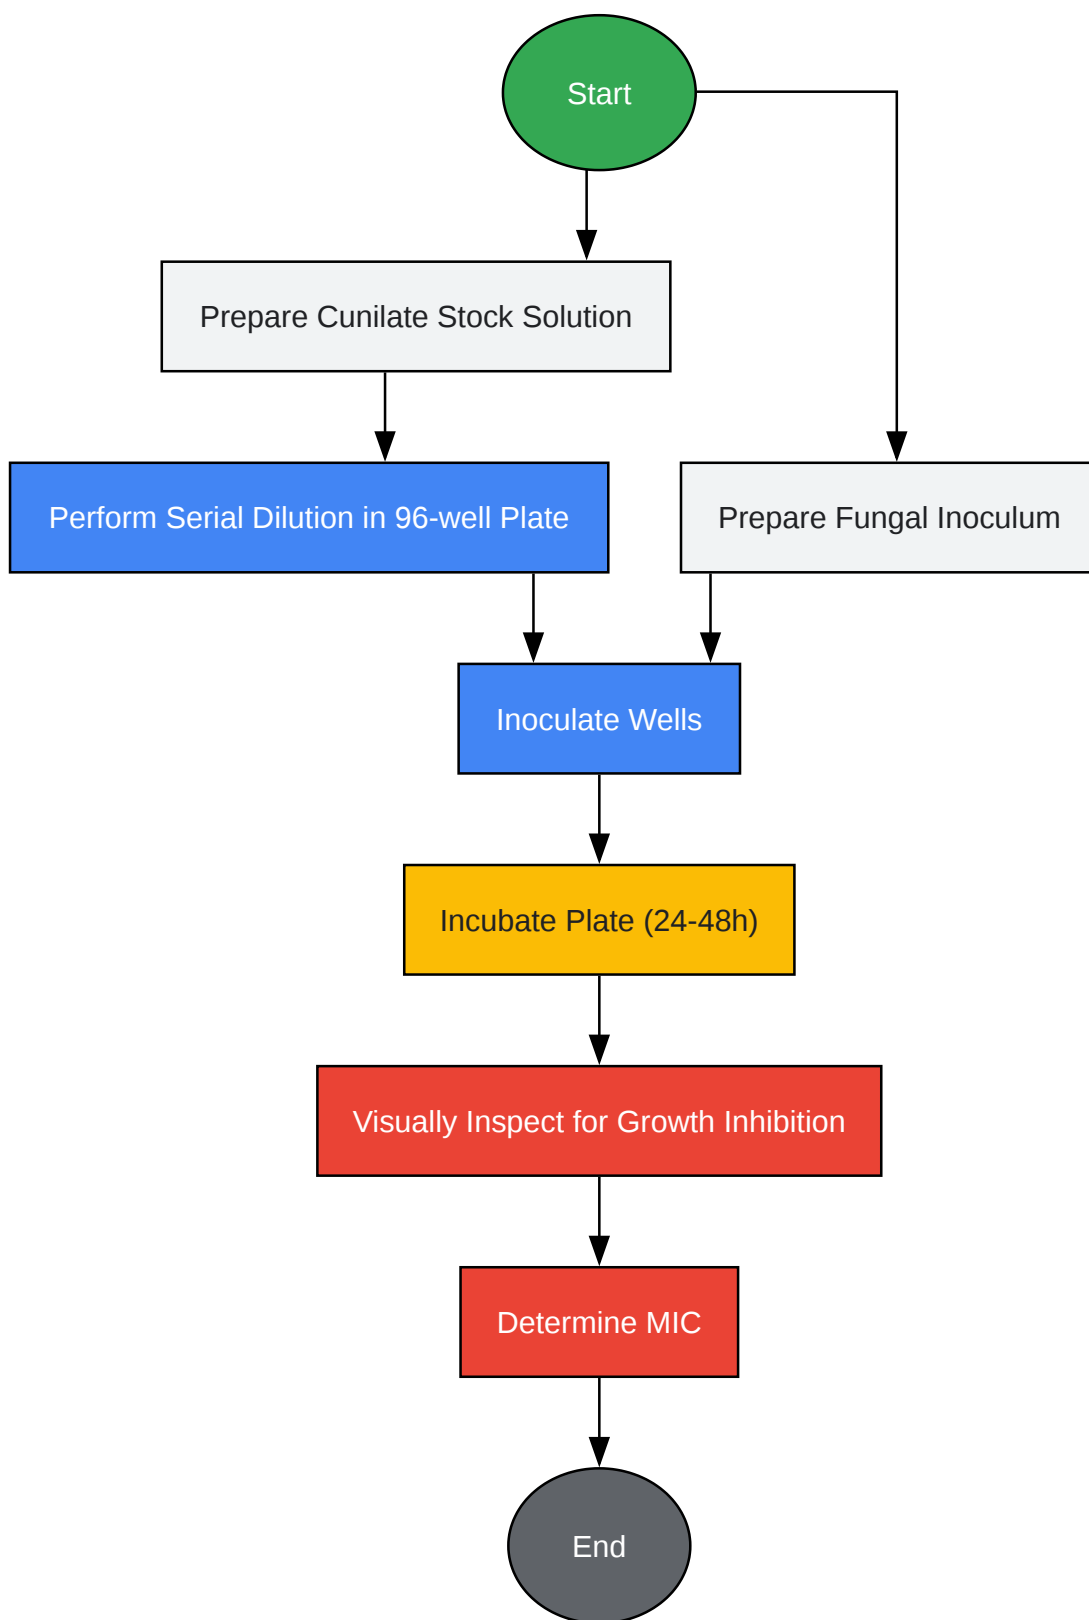 Start
Prepare Cunilate Stock Solution
Perform Serial Dilution in 96-well Plate
Prepare Fungal Inoculum
Inoculate Wells
Incubate Plate (24-48h)
Visually Inspect for Growth Inhibition
Determine MIC
End